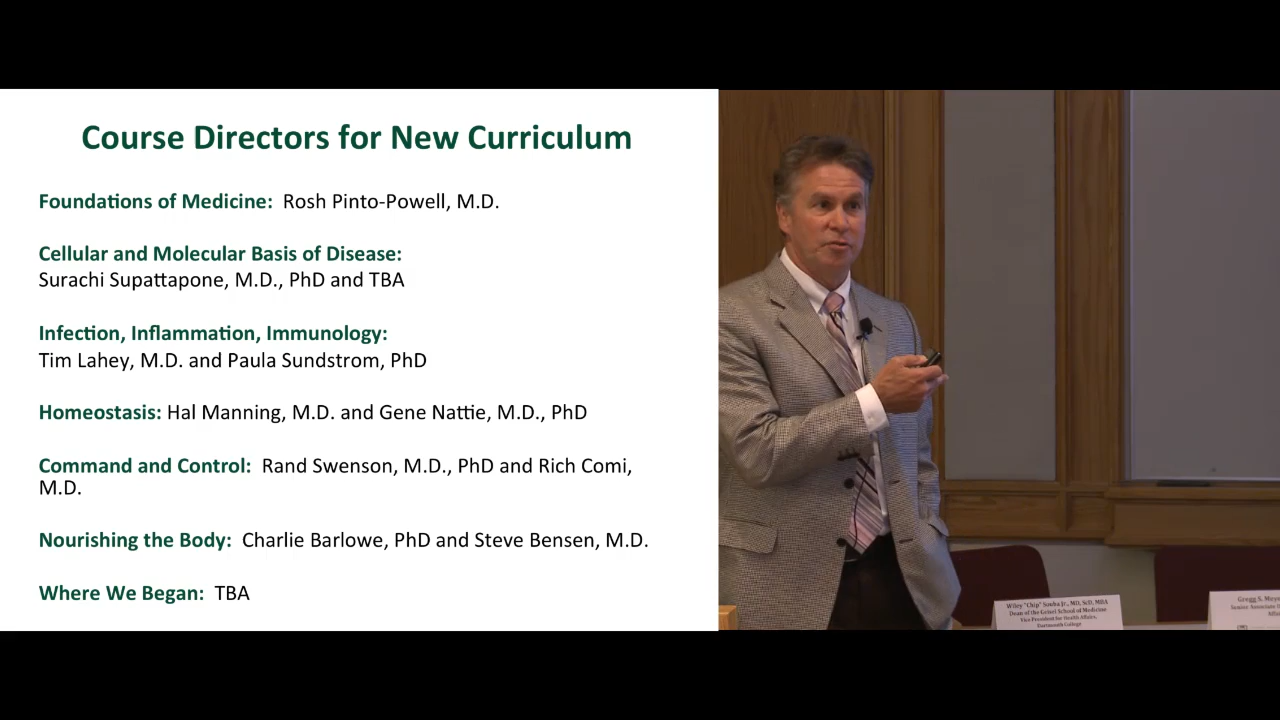 Course Directors for New Curriculum
Foundations of Medicine: Rosh Pinto-Powell, M.D.
Cellular and Molecular Basis of Disease:
Surachi Supattapone, M.D., PhD and TBA
Infection, Inflammation, Immunology:
Tim Lahey, M.D. and Paula Sundstrom, PhD
Homeostasis: Hal Manning, M.D. and Gene Nattie, M.D., PhD
Command and Control: Rand Swenson, M.D., PhD and Rich Comi,
M.D.
Nourishing the Body: Charlie Barlowe, PhD and Steve Bensen, M.D.
Where We Began: TBA
Wiley "Chip" Souba Jr., MD, ScD, MBA
Dean of the Geisel School of Medicine
Vice President for Health Affairs,
Dartmouth College
Gregg S. Meye
Senior Associate D